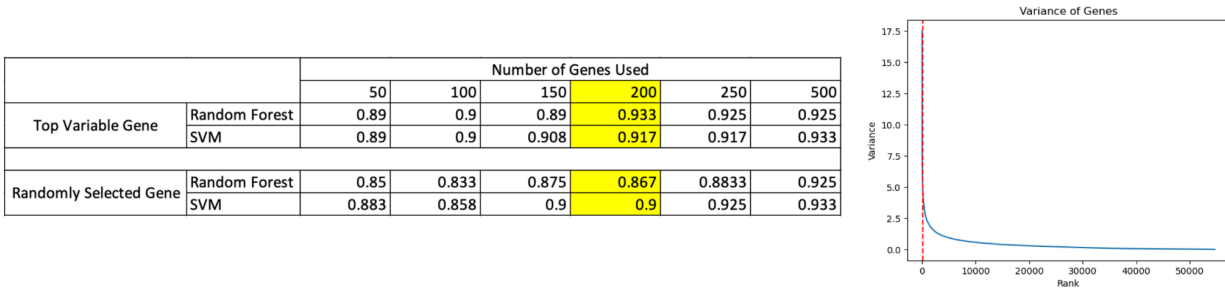 Number of Genes Used
50 100 150 200 250 500
Top Variable Gene Random Forest 0.89 0.9 0.89 0.933 0.925 0.925
SVM 0.89 0.9 0.908 0.917 0.917 0.933
Randomly Selected Gene Random Forest 0.85 0.833 0.875 0.867 0.8833 0.925
SVM 0.883 0.858 0.9 0.9 0.925 0.933
Variance of Genes
17.5
15.0
12.5
10.0
7.5
5.0
2.5
0.0
Variance
0 10000 20000 30000 40000 50000
Rank